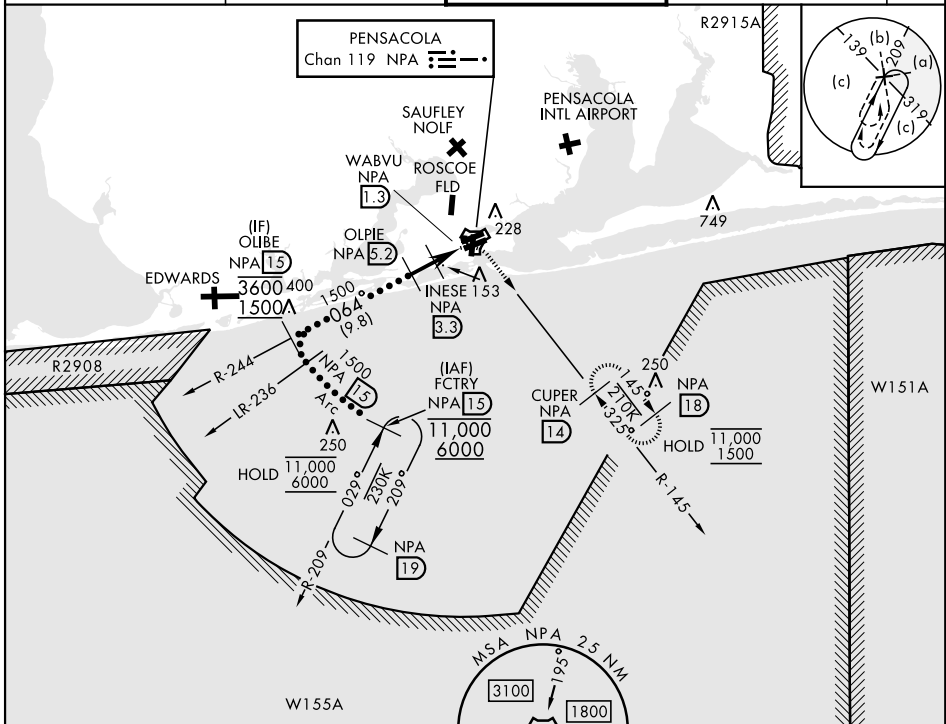 R2915A
PENSACOLA
Chan 119 NPA
139
(b)
209
(a)
(c)
319
(c)
SAUFLEY
NOLF
PENSACOLA
INTL AIRPORT
WABVU
NPA
1.3
ROSCOE
FLD
228
749
(IF)
OLIBE
NPA 15
3600
1500
400
OLPIE
NPA 5.2
EDWARDS
1500
064°
(9.8)
INESE
NPA
3.3
153
R2908
R-244
LR-236
1500
NPA 15
Arc
(IAF)
FCTRY
NPA 15
11,000
6000
250
HOLD 11,000
6000
029°
230K
209°
NPA
19
R-209
CUPER
NPA
14
145°
210K
325°
250
NPA
18
HOLD 11,000
1500
R-145
W151A
W155A
MSA NPA 25 NM
195°
3100
1800